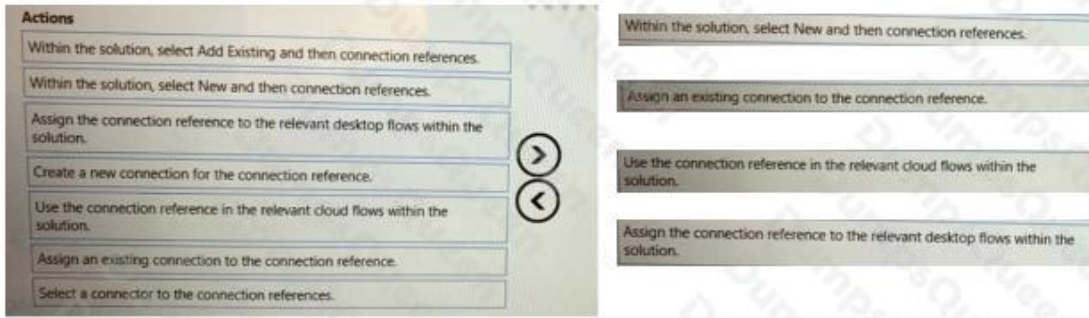 Actions
Within the solution, select Add Existing and then connection references.
Within the solution, select New and then connection references.
Assign the connection reference to the relevant desktop flows within the
solution.
Create a new connection for the connection reference.
Use the connection reference in the relevant cloud flows within the
solution.
Assign an existing connection to the connection reference.
Select a connector to the connection references.
>
<
Within the solution, select New and then connection references.
Assign an existing connection to the connection reference.
Use the connection reference in the relevant cloud flows within the
solution.
Assign the connection reference to the relevant desktop flows within the
solution.